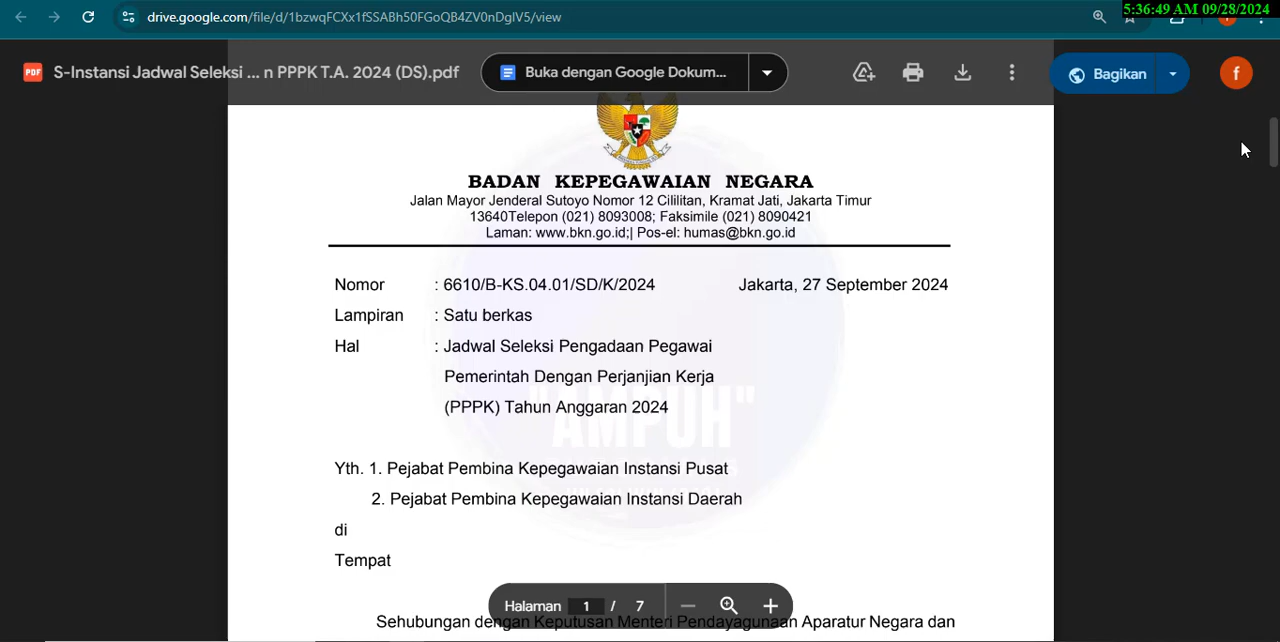 drive.google.com/file/d/1bzwqFCXx1fSSABh50FGoQB4ZV0nDgIV5/view
5:36:49 AM 09/28/2024
PDF
S-Instansi Jadwal Seleksi ... n PPPK T.A. 2024 (DS).pdf
Buka dengan Google Dokum...
Bagikan
f
BADAN KEPEGAWAIAN NEGARA
Jalan Mayor Jenderal Sutoyo Nomor 12 Cililitan, Kramat Jati, Jakarta Timur
13640Telepon (021) 8093008; Faksimile (021) 8090421
Laman: www.bkn.go.id;| Pos-el: humas@bkn.go.id
Nomor : 6610/B-KS.04.01/SD/K/2024 Jakarta, 27 September 2024
Lampiran : Satu berkas
Hal : Jadwal Seleksi Pengadaan Pegawai
Pemerintah Dengan Perjanjian Kerja
(PPPK) Tahun Anggaran 2024
"AMPUH"
Yth. 1. Pejabat Pembina Kepegawaian Instansi Pusat
2. Pejabat Pembina Kepegawaian Instansi Daerah
di
Tempat
Halaman 1 / 7
Sehubungan dengan Keputusan Menteri Pendayagunaan Aparatur Negara dan